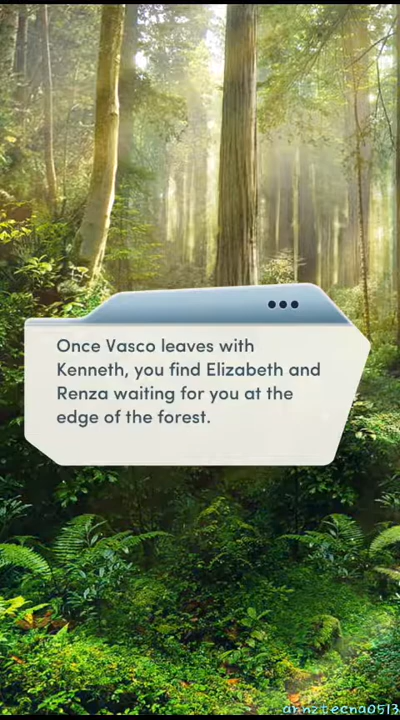 Once Vasco leaves with
Kenneth, you find Elizabeth and
Renza waiting for you at the
edge of the forest.
annztecna0513